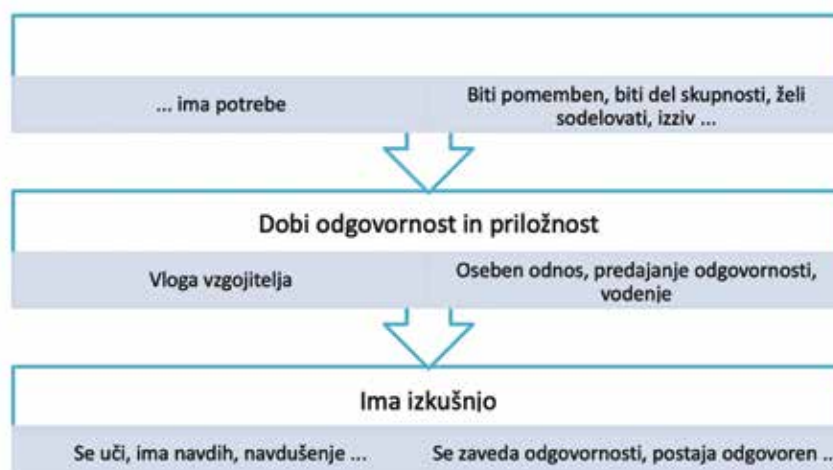 ... ima potrebe
Biti pomemben, biti del skupnosti, želi
sodelovati, izziv ...
Dobi odgovornost in priložnost
Vloga vzgojitelja
Oseben odnos, predajanje odgovornosti,
vodenje
Ima izkušnjo
Se uči, ima navdih, navdušenje ...
Se zaveda odgovornosti, postaja odgovoren ...